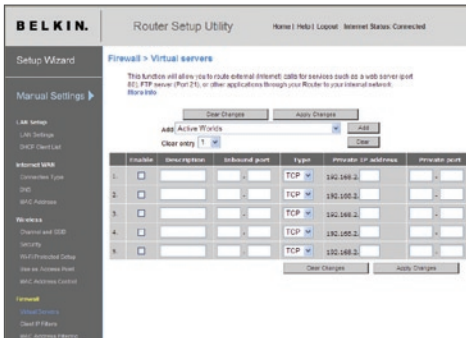 BELKIN.
Router Setup Utility
Home | Help | Logout Internet Status: Connected
Setup Wizard
Manual Settings
LAN Setup
LAN Settings
DHCP Client List
Internet WAN
Connection Type
DNS
MAC Address
Wireless
Channel and SSID
Security
Wi-Fi Protected Setup
Use as Access Point
MAC Address Control
Firewall
Virtual Servers
Client IP Filters
MAC Address Filtering
Firewall > Virtual servers
This function will allow you to route external (Internet) calls for services such as a web server (port
80), FTP server (Port 21), or other applications through your Router to your internal network.
More Info
Clear Changes Apply Changes
Add Active Worlds Add
Clear entry 1 Clear
Enable Description Inbound port Type Private IP address Private port
1. - TCP 192.168.2. -
2. - TCP 192.168.2. -
3. - TCP 192.168.2. -
4. - TCP 192.168.2. -
5. - TCP 192.168.2. -
Clear Changes Apply Changes